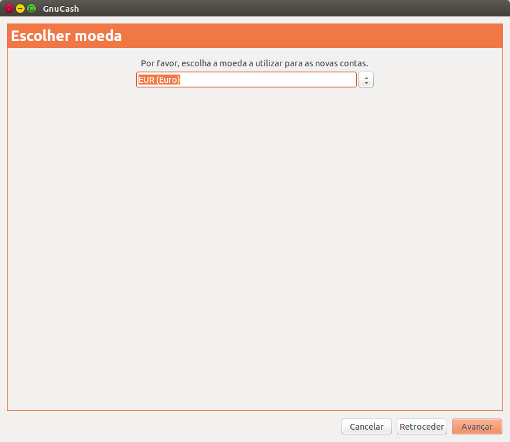 GnuCash
Escolher moeda
Por favor, escolha a moeda a utilizar para as novas contas.
EUR (Euro)
Cancelar
Retroceder
Avançar